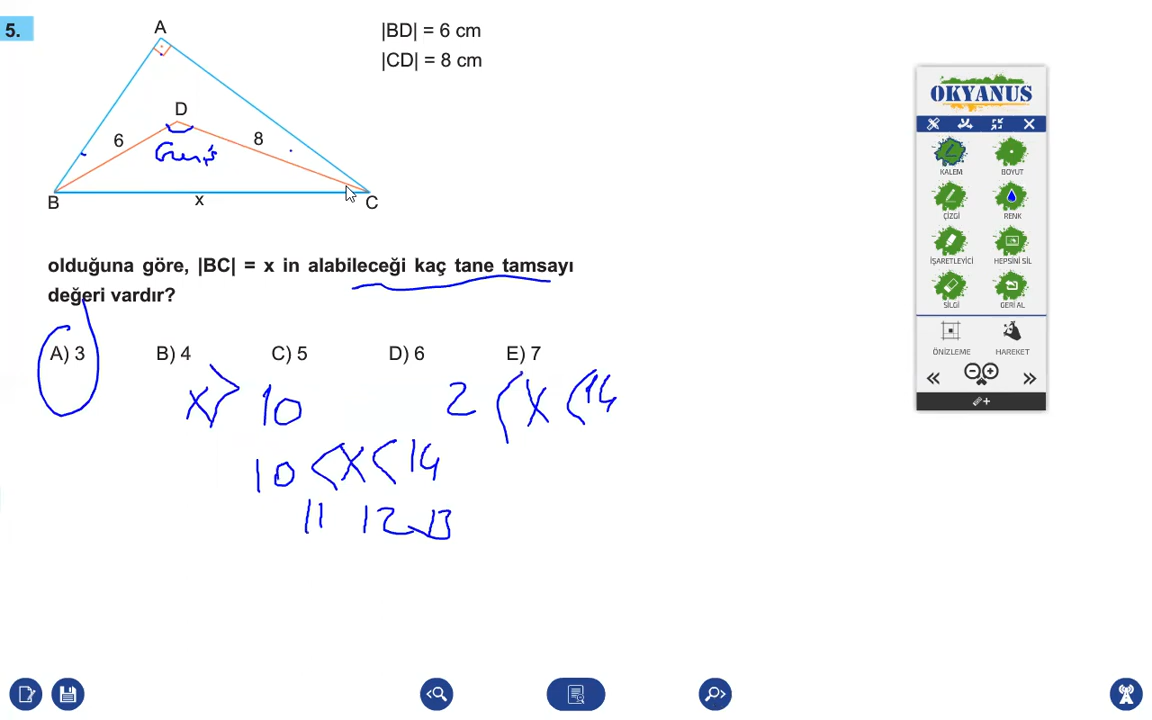 5.
A
|BD| = 6 cm
|CD| = 8 cm
D
6
8
Geniş
B
x
C
olduğuna göre, |BC| = x in alabileceği kaç tane tamsayı
değeri vardır?
A) 3 B) 4 C) 5 D) 6 E) 7
x > 10
2 < x < 14
10 < x < 14
11 12 13
OKYANUS
KALEM BOYUT
ÇİZGİ RENK
İŞARETLEYİCİ HEPSİNİ SİL
SİLGİ GERİ AL
ÖNİZLEME HAREKET